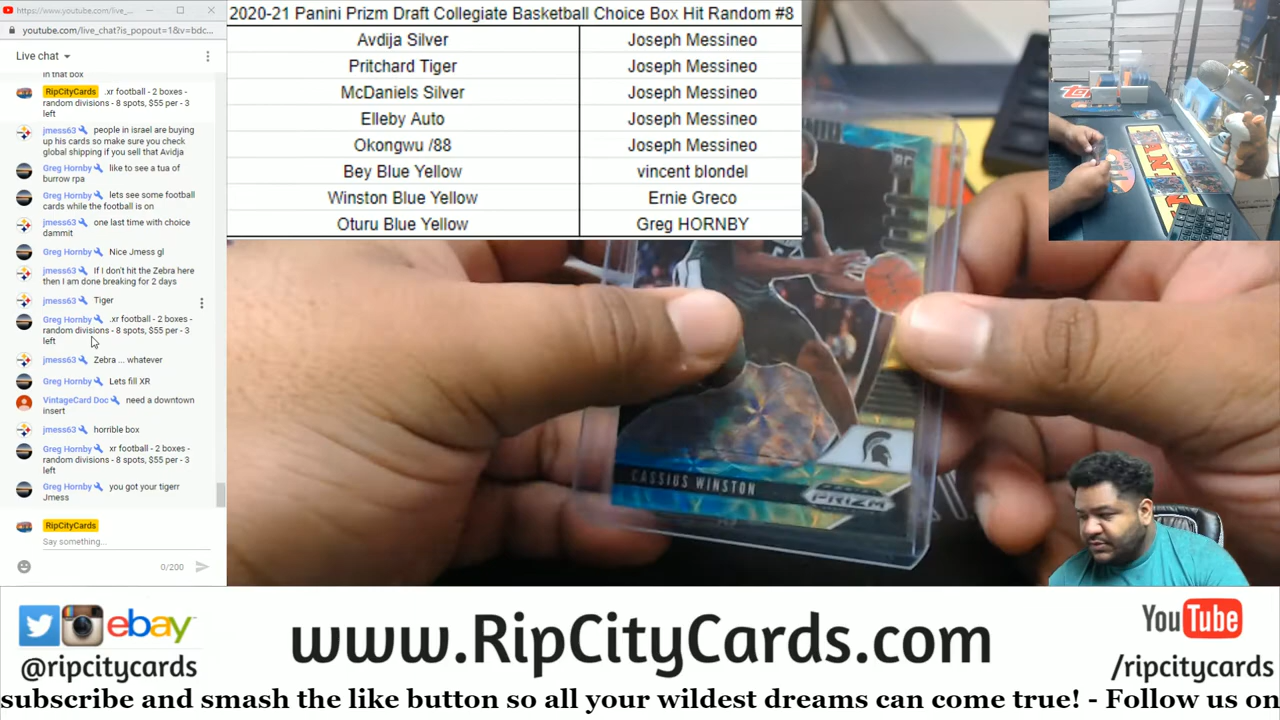 https://www.youtube.com/live_...
youtube.com/live_chat?is_popout=1&v=bdc...
Live chat
in that box
RipCityCards .xr football - 2 boxes -
random divisions - 8 spots, $55 per - 3
left
jmess63 people in israel are buying
up his cards so make sure you check
global shipping if you sell that Avdija
Greg Hornby like to see a tua of
burrow rpa
Greg Hornby lets see some football
cards while the football is on
jmess63 one last time with choice
dammit
Greg Hornby Nice Jmess gl
jmess63 If I don't hit the Zebra here
then I am done breaking for 2 days
jmess63 Tiger
Greg Hornby .xr football - 2 boxes -
random divisions - 8 spots, $55 per - 3
left
jmess63 Zebra ... whatever
Greg Hornby Lets fill XR
VintageCard Doc need a downtown
insert
jmess63 horrible box
Greg Hornby xr football - 2 boxes -
random divisions - 8 spots, $55 per - 3
left
Greg Hornby you got your tigerr
Jmess
RipCityCards
Say something...
0/200
2020-21 Panini Prizm Draft Collegiate Basketball Choice Box Hit Random #8
Avdija Silver Joseph Messineo
Pritchard Tiger Joseph Messineo
McDaniels Silver Joseph Messineo
Elleby Auto Joseph Messineo
Okongwu /88 Joseph Messineo
Bey Blue Yellow vincent blondel
Winston Blue Yellow Ernie Greco
Oturu Blue Yellow Greg HORNBY
CASSIUS WINSTON
PRIZM
PANINI
ebay
@ripcitycards
www.RipCityCards.com
YouTube
/ripcitycards
subscribe and smash the like button so all your wildest dreams can come true! - Follow us on